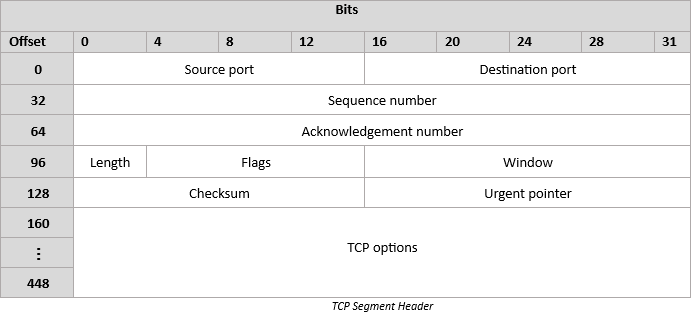 Bits
Offset 0 4 8 12 16 20 24 28 31
0 Source port Destination port
32 Sequence number
64 Acknowledgement number
96 Length Flags Window
128 Checksum Urgent pointer
160
⋮ TCP options
448
TCP Segment Header